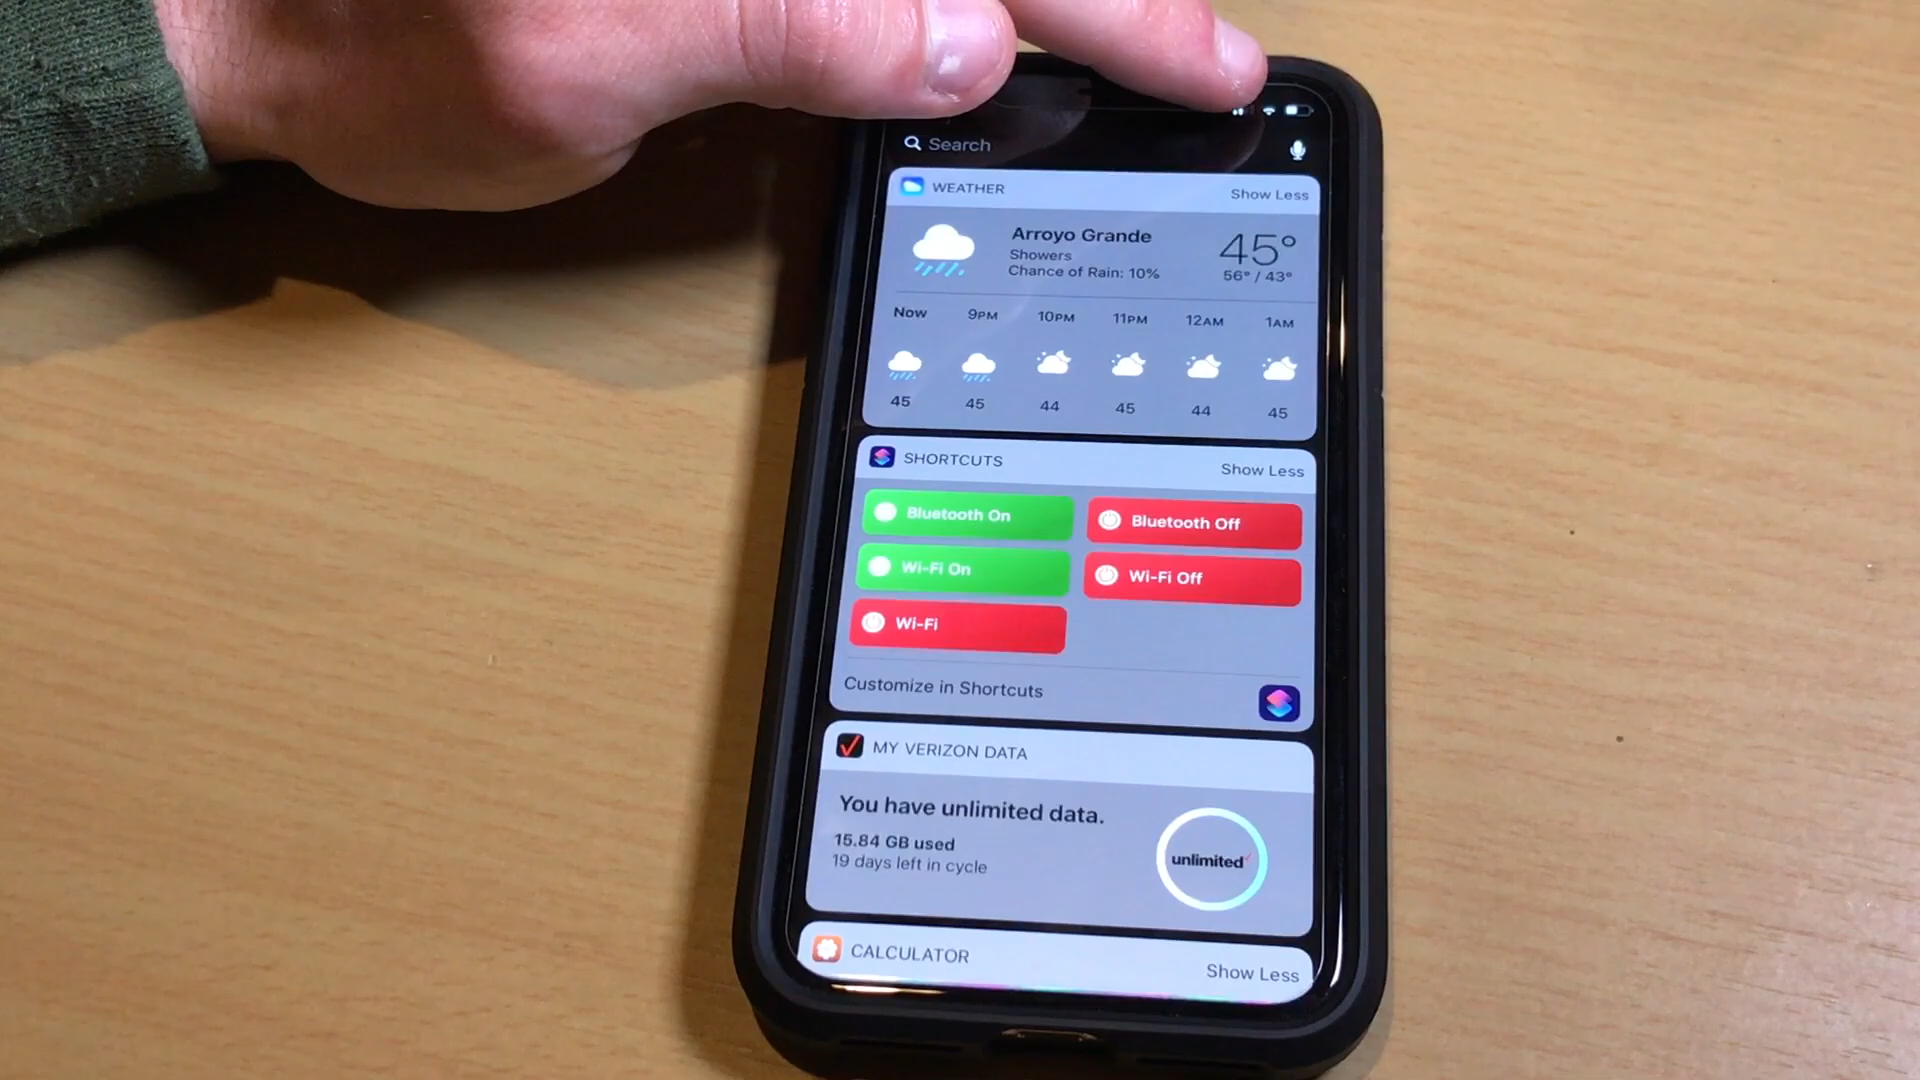 Search
WEATHER Show Less
Arroyo Grande 45°
Showers
Chance of Rain: 10% 56° / 43°
Now 9PM 10PM 11PM 12AM 1AM
45 45 44 45 44 45
SHORTCUTS Show Less
Bluetooth On Bluetooth Off
Wi-Fi On Wi-Fi Off
Wi-Fi
Customize in Shortcuts
MY VERIZON DATA
You have unlimited data.
15.84 GB used
19 days left in cycle
unlimited
CALCULATOR Show Less